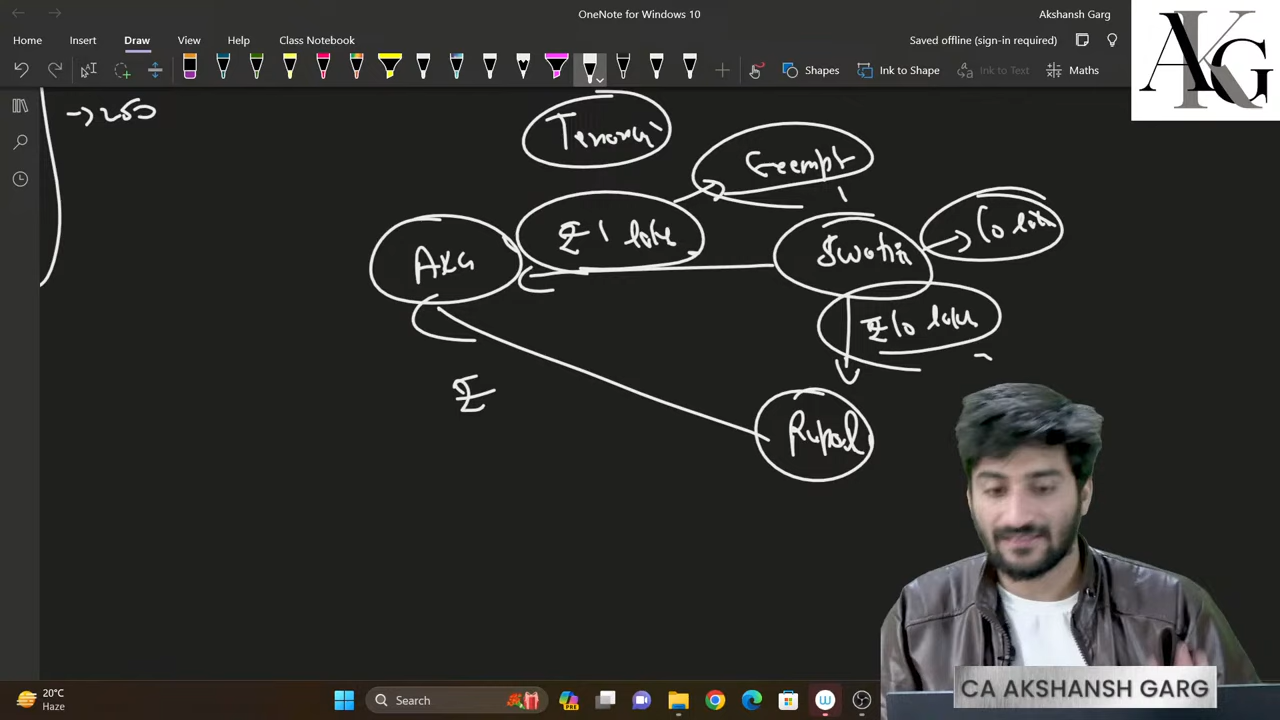 OneNote for Windows 10
Akshansh Garg
Home Insert Draw View Help Class Notebook
Saved offline (sign-in required)
Shapes Ink to Shape Ink to Text Maths
AKG
→ 250
Exempt
₹1 lakh
10 lakh
AKG
Swatik
₹10 lakh
₹
Rupal
CA AKSHANSH GARG
20°C
Haze
Search